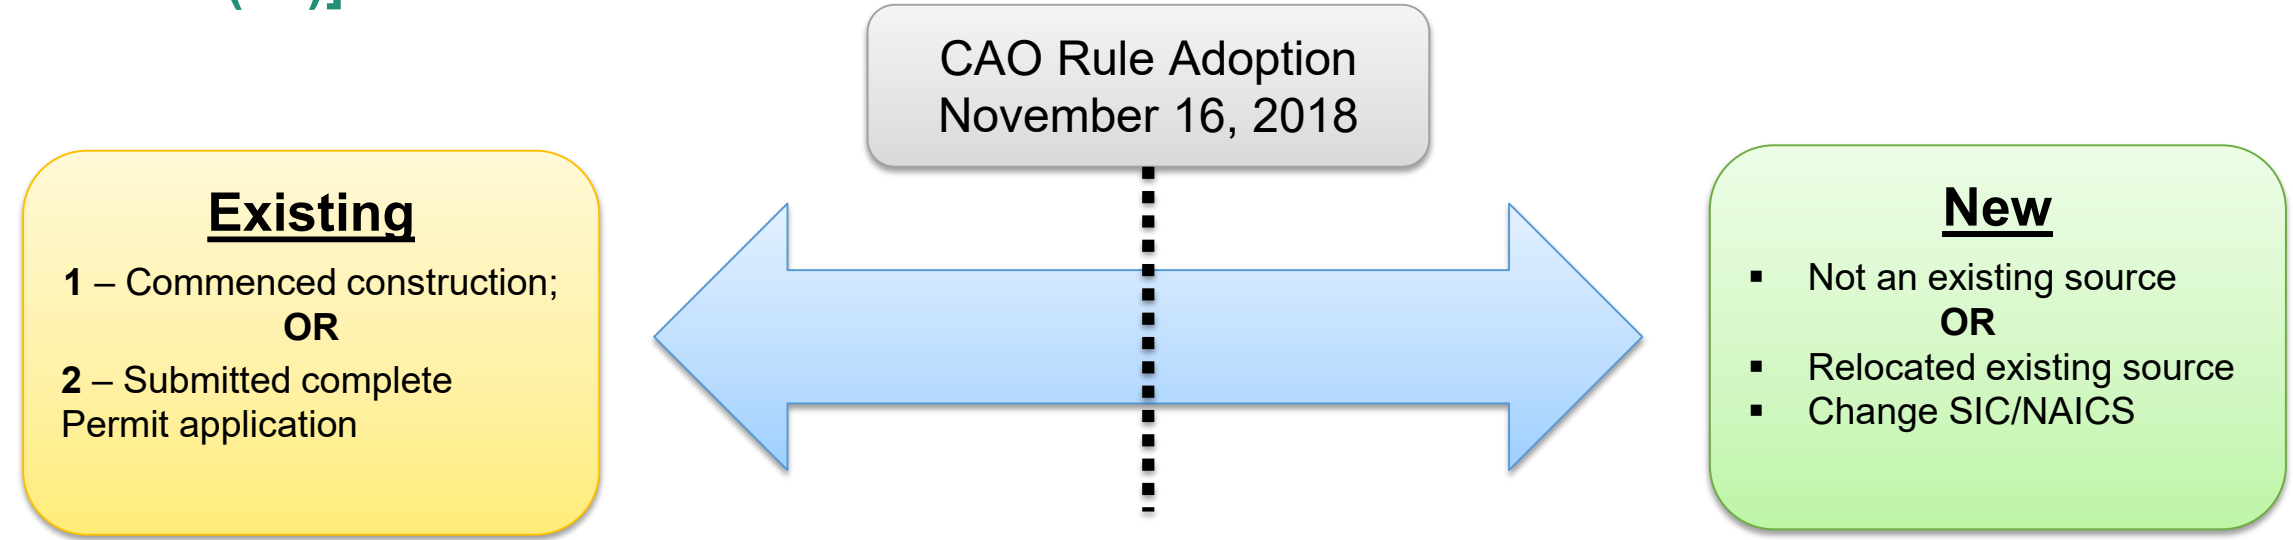 CAO Rule Adoption
November 16, 2018
Existing
1 – Commenced construction;
OR
2 – Submitted complete
Permit application
New
▪ Not an existing source
OR
▪ Relocated existing source
▪ Change SIC/NAICS